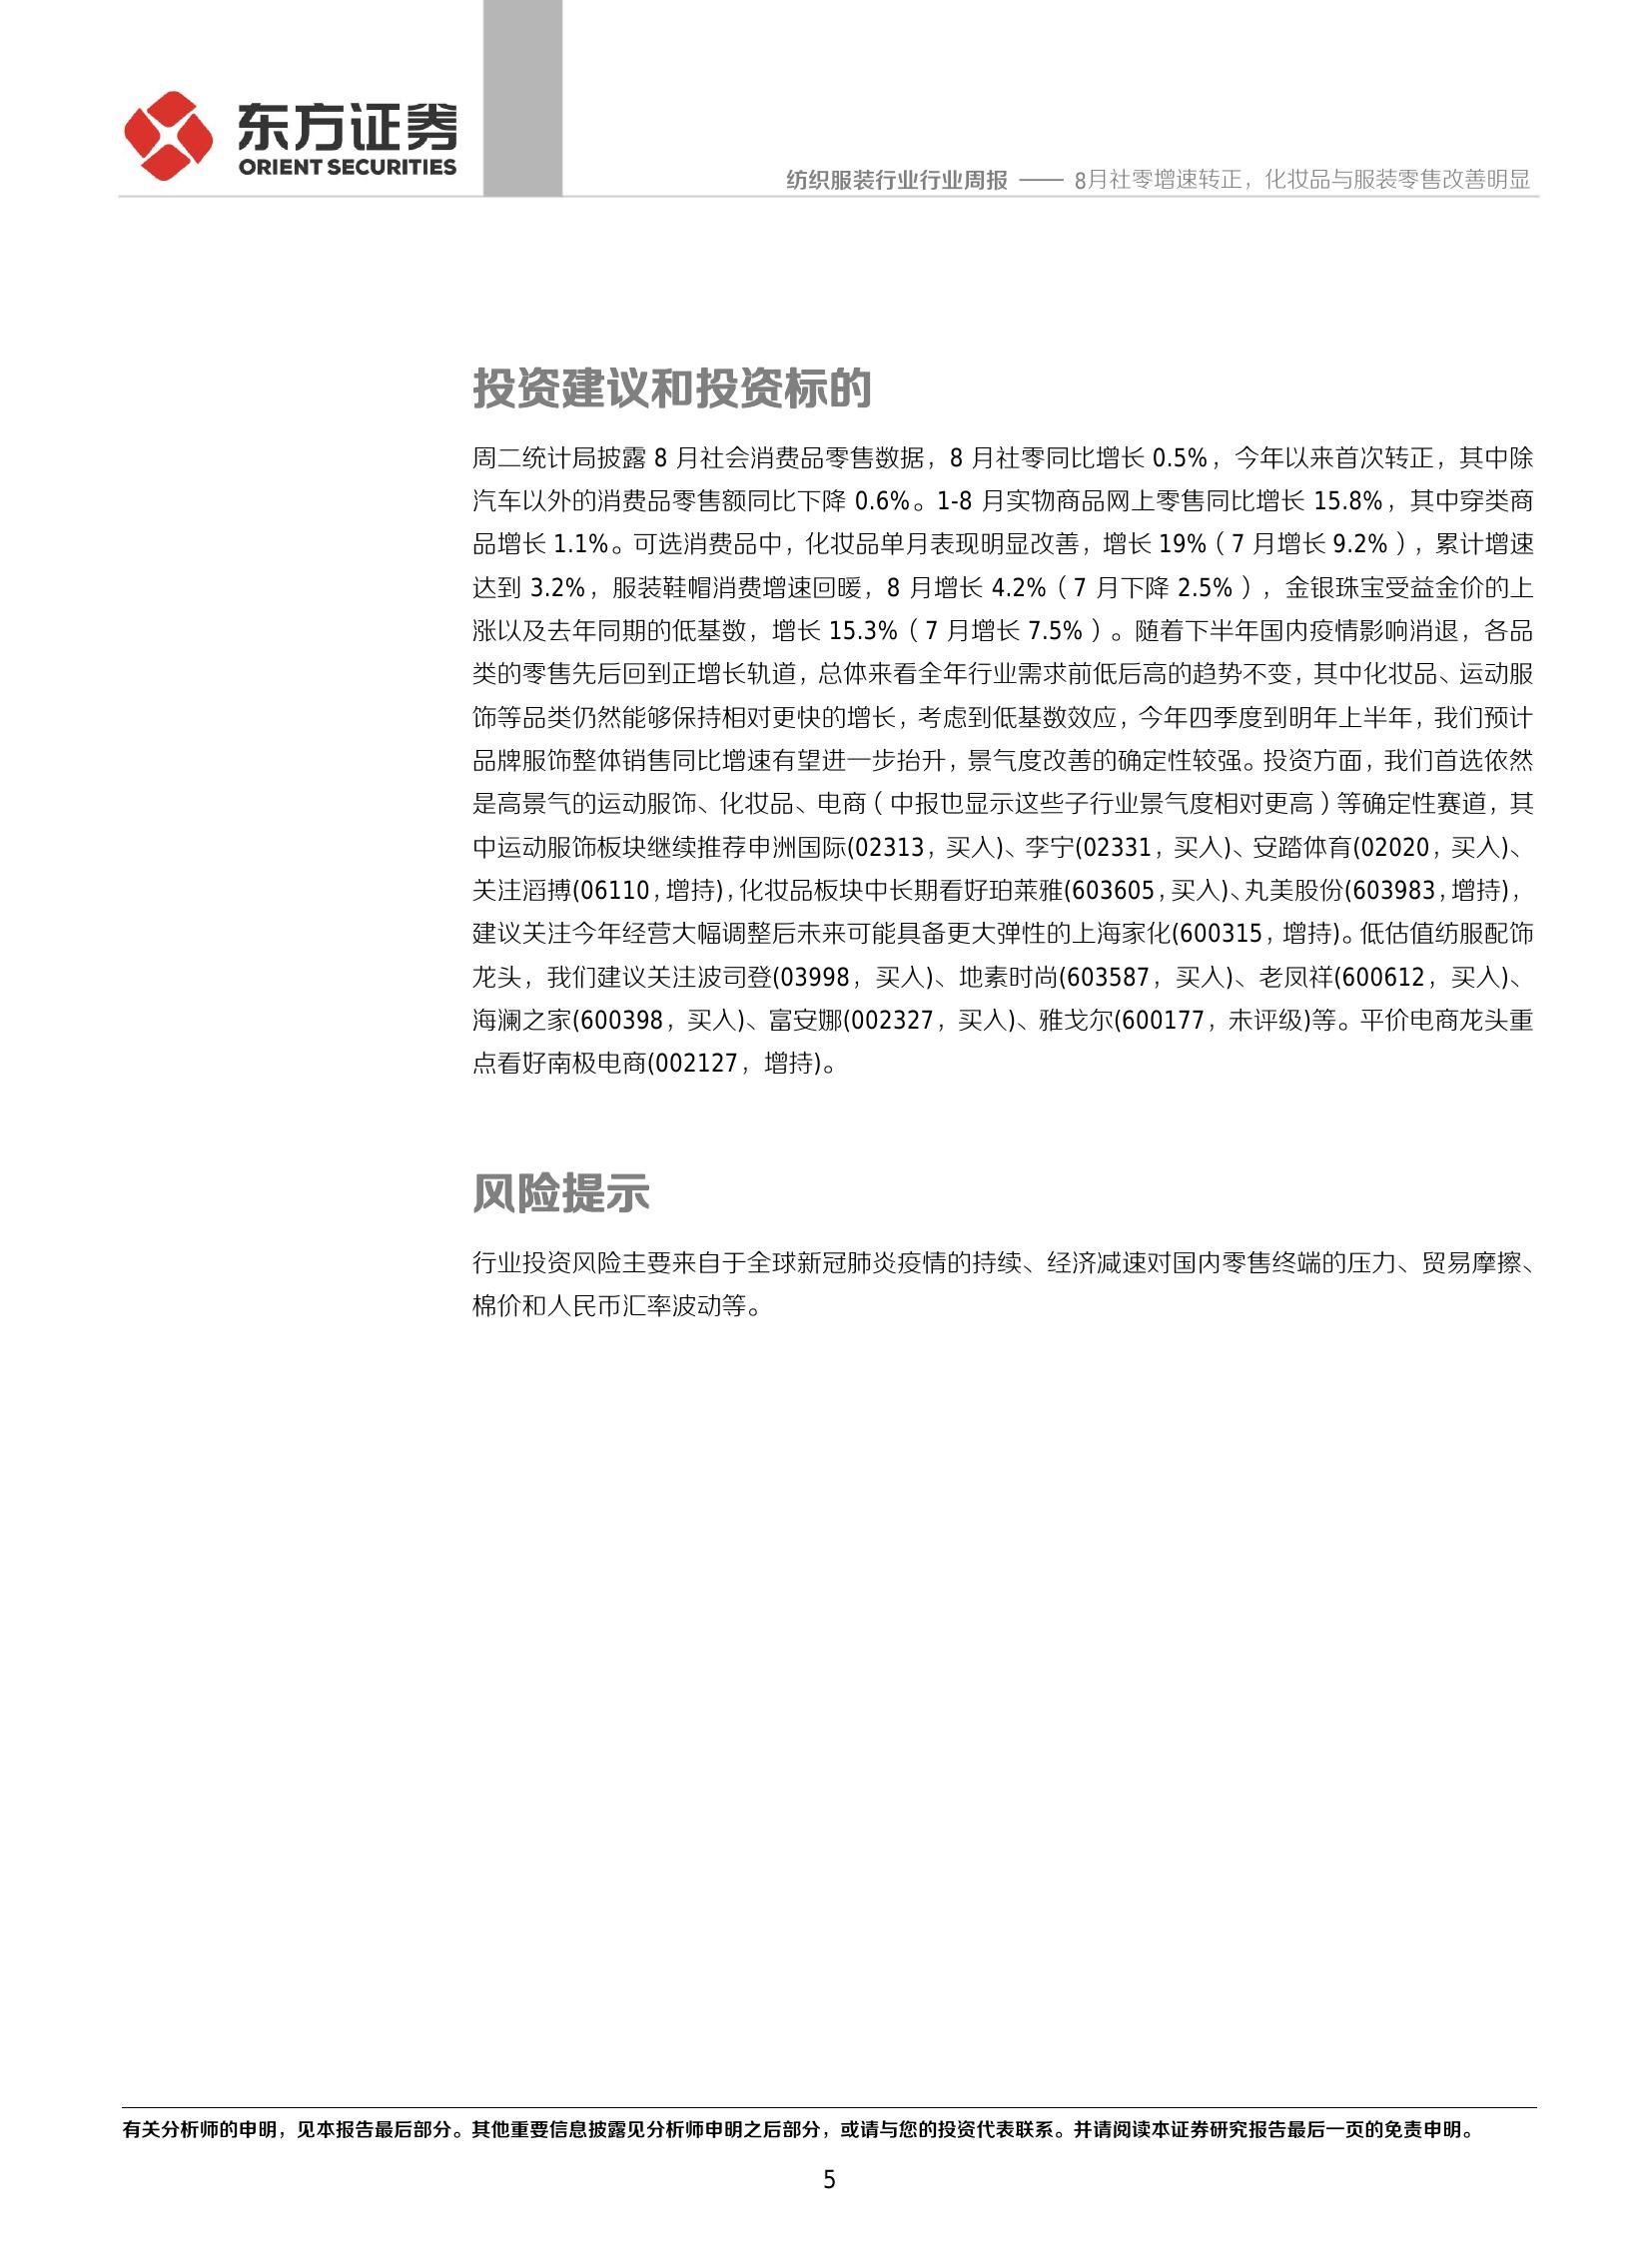 东方证券
ORIENT SECURITIES
纺织服装行业行业周报 —— 8月社零增速转正，化妆品与服装零售改善明显
投资建议和投资标的
周二统计局披露 8 月社会消费品零售数据，8 月社零同比增长 0.5%，今年以来首次转正，其中除
汽车以外的消费品零售额同比下降 0.6%。1-8 月实物商品网上零售同比增长 15.8%，其中穿类商
品增长 1.1%。可选消费品中，化妆品单月表现明显改善，增长 19%（7 月增长 9.2%），累计增速
达到 3.2%，服装鞋帽消费增速回暖，8 月增长 4.2%（7 月下降 2.5%），金银珠宝受益金价的上
涨以及去年同期的低基数，增长 15.3%（7 月增长 7.5%）。随着下半年国内疫情影响消退，各品
类的零售先后回到正增长轨道，总体来看全年行业需求前低后高的趋势不变，其中化妆品、运动服
饰等品类仍然能够保持相对更快的增长，考虑到低基数效应，今年四季度到明年上半年，我们预计
品牌服饰整体销售同比增速有望进一步抬升，景气度改善的确定性较强。投资方面，我们首选依然
是高景气的运动服饰、化妆品、电商（中报也显示这些子行业景气度相对更高）等确定性赛道，其
中运动服饰板块继续推荐申洲国际(02313，买入)、李宁(02331，买入)、安踏体育(02020，买入)、
关注滔搏(06110，增持)，化妆品板块中长期看好珀莱雅(603605，买入)、丸美股份(603983，增持)，
建议关注今年经营大幅调整后未来可能具备更大弹性的上海家化(600315，增持)。低估值纺服配饰
龙头，我们建议关注波司登(03998，买入)、地素时尚(603587，买入)、老凤祥(600612，买入)、
海澜之家(600398，买入)、富安娜(002327，买入)、雅戈尔(600177，未评级)等。平价电商龙头重
点看好南极电商(002127，增持)。
风险提示
行业投资风险主要来自于全球新冠肺炎疫情的持续、经济减速对国内零售终端的压力、贸易摩擦、
棉价和人民币汇率波动等。
有关分析师的申明，见本报告最后部分。其他重要信息披露见分析师申明之后部分，或请与您的投资代表联系。并请阅读本证券研究报告最后一页的免责申明。
5